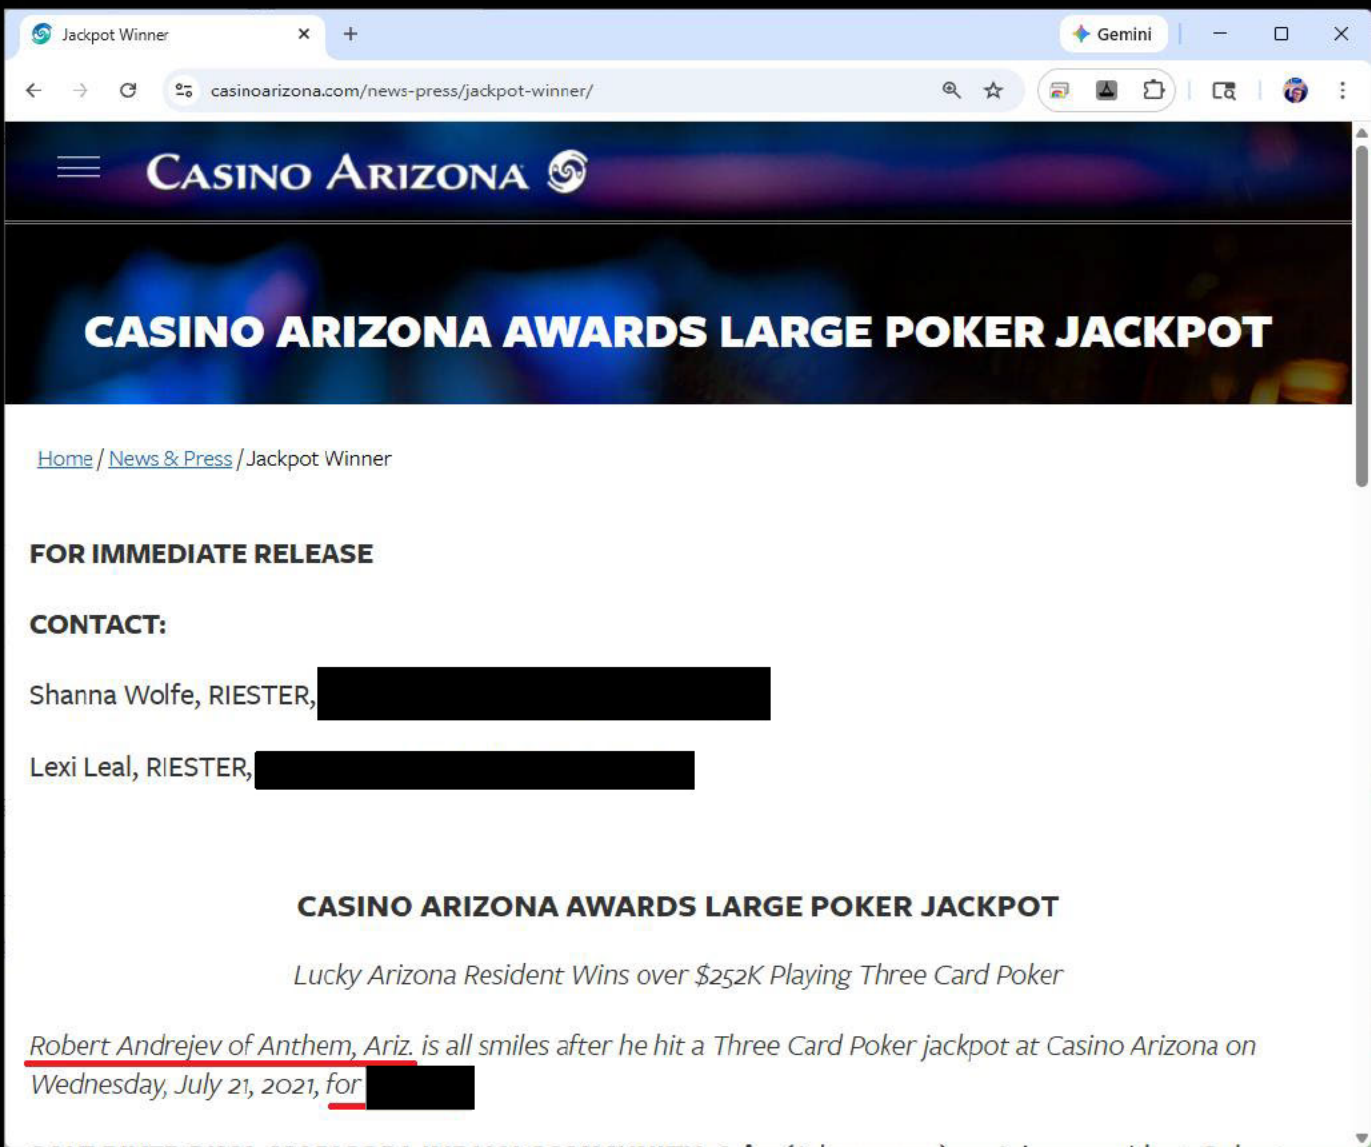 Jackpot Winner
Gemini
casinoarizona.com/news-press/jackpot-winner/
CASINO ARIZONA
CASINO ARIZONA AWARDS LARGE POKER JACKPOT
Home / News & Press / Jackpot Winner
FOR IMMEDIATE RELEASE
CONTACT:
Shanna Wolfe, RIESTER,
Lexi Leal, RIESTER,
CASINO ARIZONA AWARDS LARGE POKER JACKPOT
Lucky Arizona Resident Wins over $252K Playing Three Card Poker
Robert Andrejev of Anthem, Ariz. is all smiles after he hit a Three Card Poker jackpot at Casino Arizona on
Wednesday, July 21, 2021, for